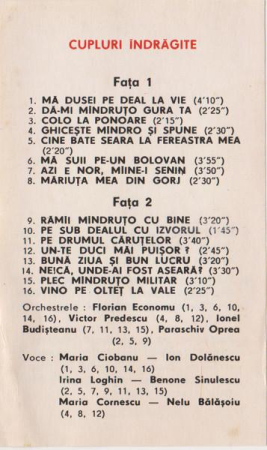 CUPLURI ÎNDRĂGITE
Fața 1
1. MĂ DUSEI PE DEAL LA VIE (4'10")
2. DĂ-MI MÎNDRUȚO GURA TA (2'25")
3. COLO LA PONOARE (2'15")
4. GHICEȘTE MÎNDRO ȘI SPUNE (2'30")
5. CINE BATE SEARA LA FEREASTRA MEA
(2'20")
6. MĂ SUII PE-UN BOLOVAN (3'55)
7. AZI E NOR, MÎINE-I SENIN (3'50")
8. MĂRIUȚA MEA DIN GORJ (2'30")
Fața 2
9. RĂMÎI MÎNDRUȚO CU BINE (3'20")
10. PE SUB DEALUL CU IZVORUL (1'45")
11. PE DRUMUL CĂRUȚELOR (3'40")
12. UN-TE DUCI MĂI PUIȘOR ? (2'45")
13. BUNĂ ZIUA ȘI BUN LUCRU (3'20)
14. NEICĂ, UNDE-AI FOST ASEARĂ? (3'30")
15. PLEC MÎNDRUȚO MILITAR (3'10")
16. VINO PE OLTEȚ LA VALE (2'25")
Orchestrele : Florian Economu (1, 3, 6, 10,
14, 16), Victor Predescu (4, 8, 12), Ionel
Budișteanu (7, 11, 13, 15), Paraschiv Oprea
(2, 5, 9)
Voce : Maria Ciobanu — Ion Dolănescu
(1, 3, 6, 10, 14, 16)
Irina Loghin — Benone Sinulescu
(2, 5, 7, 9, 11, 13, 15)
Maria Cornescu — Nelu Bălășoiu
(4, 8, 12)